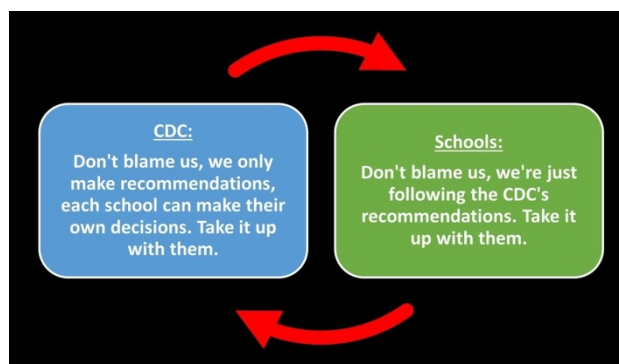 CDC:
Don't blame us, we only
make recommendations,
each school can make their
own decisions. Take it up
with them.
Schools:
Don't blame us, we're just
following the CDC's
recommendations. Take it
up with them.